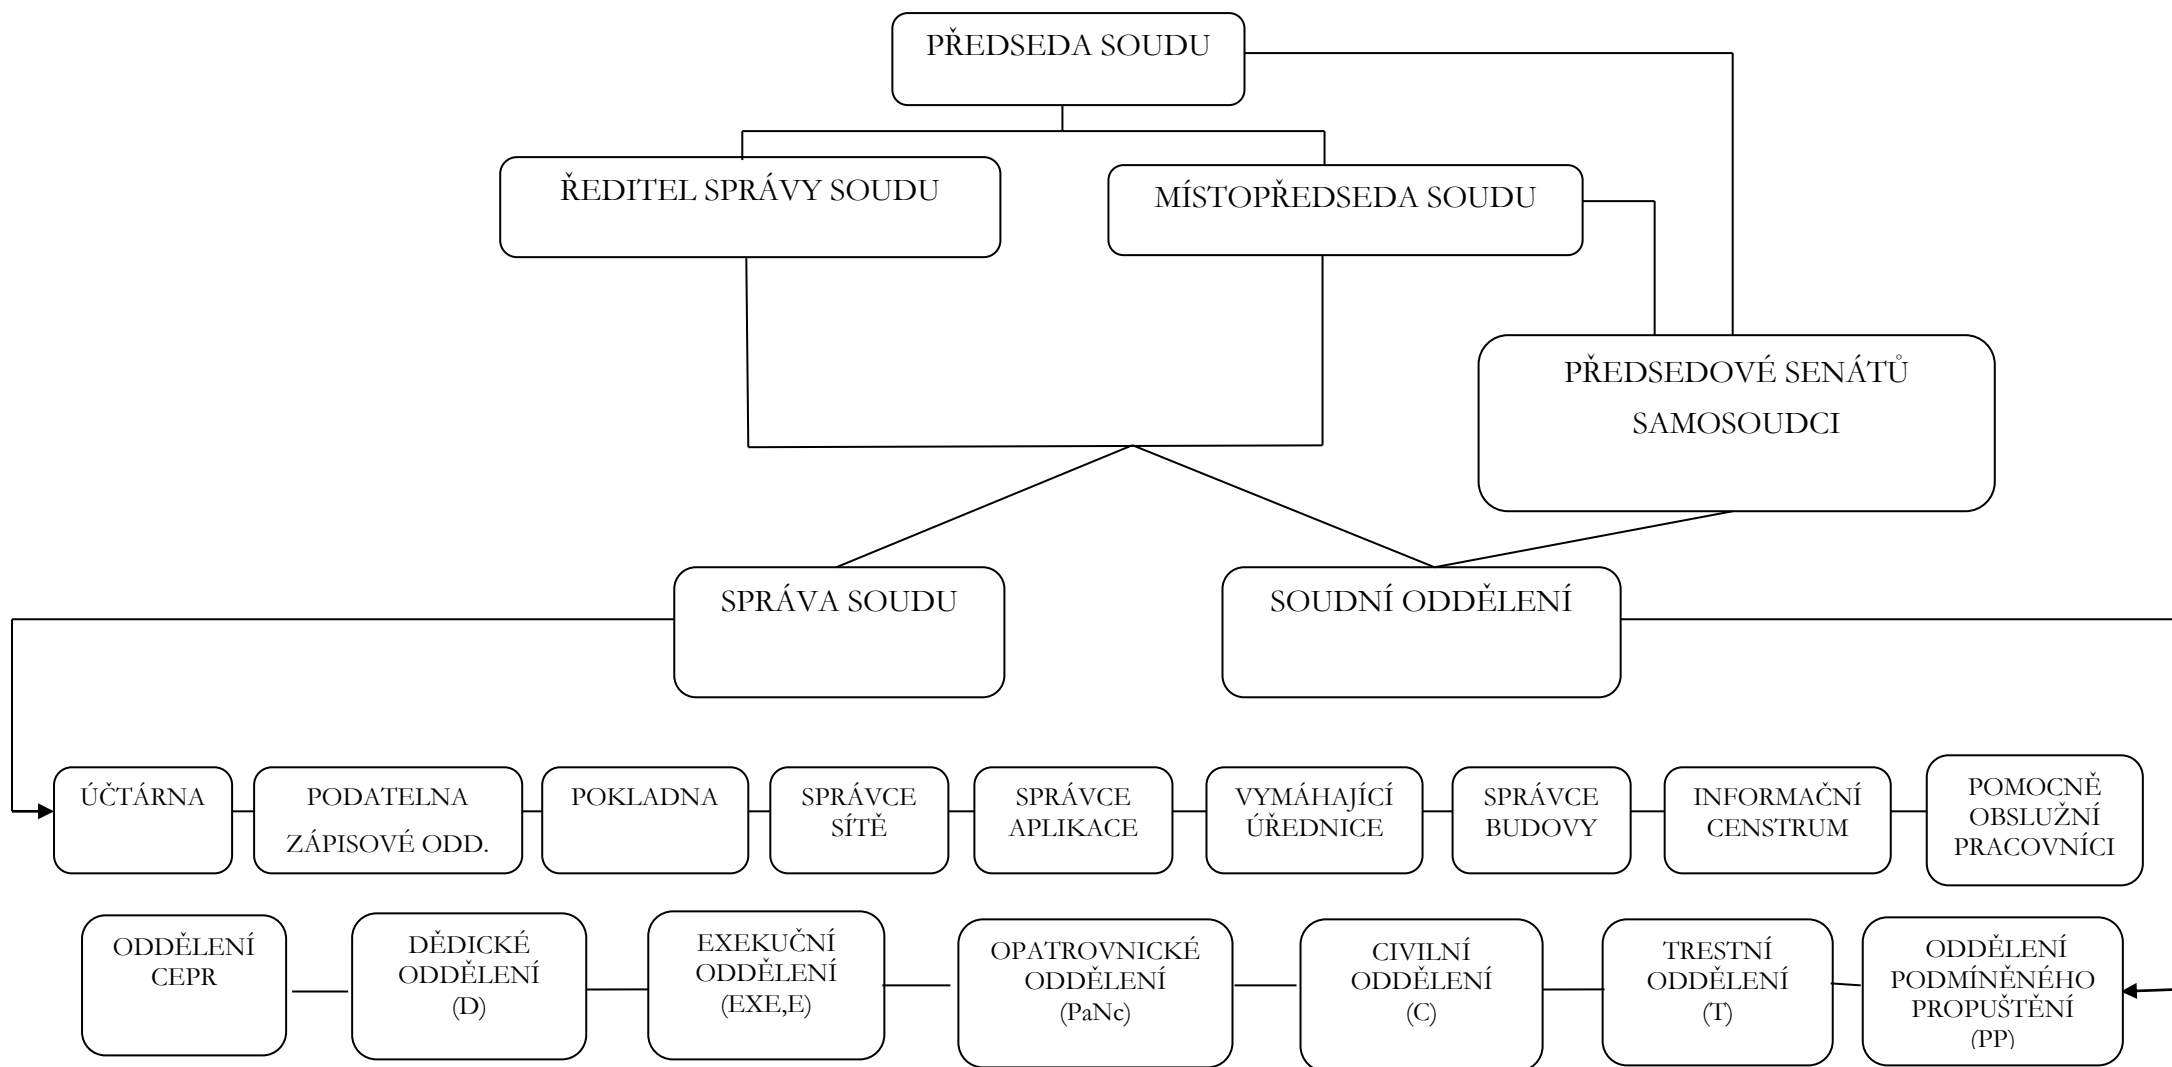 PŘEDSEDA SOUDU
ŘEDITEL SPRÁVY SOUDU
MÍSTOPŘEDSEDA SOUDU
PŘEDSEDOVÉ SENÁTŮ
SAMOSOUDCI
SPRÁVA SOUDU
SOUDNÍ ODDĚLENÍ
ÚČTÁRNA
PODATELNA
ZÁPISOVÉ ODD.
POKLADNA
SPRÁVCE
SÍTĚ
SPRÁVCE
APLIKACE
VYMÁHAJÍCÍ
ÚŘEDNICE
SPRÁVCE
BUDOVY
INFORMAČNÍ
CENSTRUM
POMOCNĚ
OBSLUŽNÍ
PRACOVNÍCI
ODDĚLENÍ
CEPR
DĚDICKÉ
ODDĚLENÍ
(D)
EXEKUČNÍ
ODDĚLENÍ
(EXE,E)
OPATROVNICKÉ
ODDĚLENÍ
(PaNc)
CIVILNÍ
ODDĚLENÍ
(C)
TRESTNÍ
ODDĚLENÍ
(T)
ODDĚLENÍ
PODMÍNĚNÉHO
PROPUŠTĚNÍ
(PP)